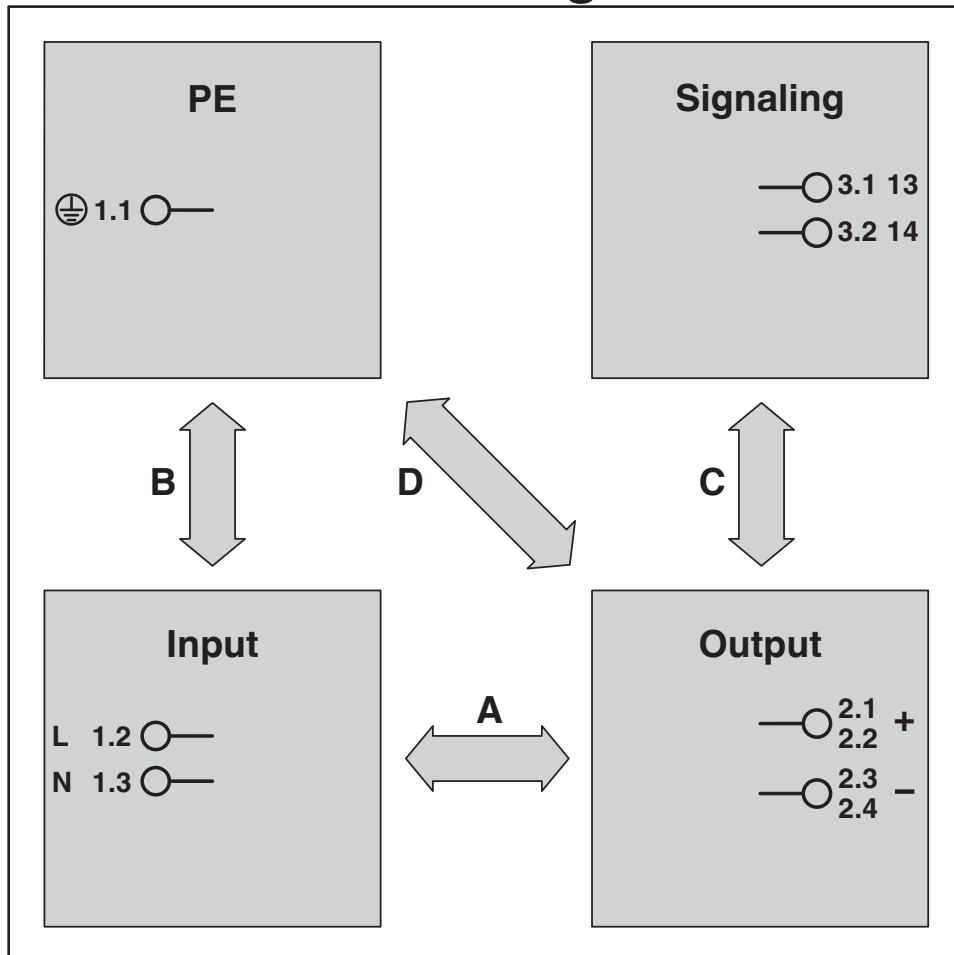 PE
1.1
Signaling
3.1 13
3.2 14
B
D
C
Input
L 1.2
N 1.3
A
Output
2.1
2.2 +
2.3
2.4 −